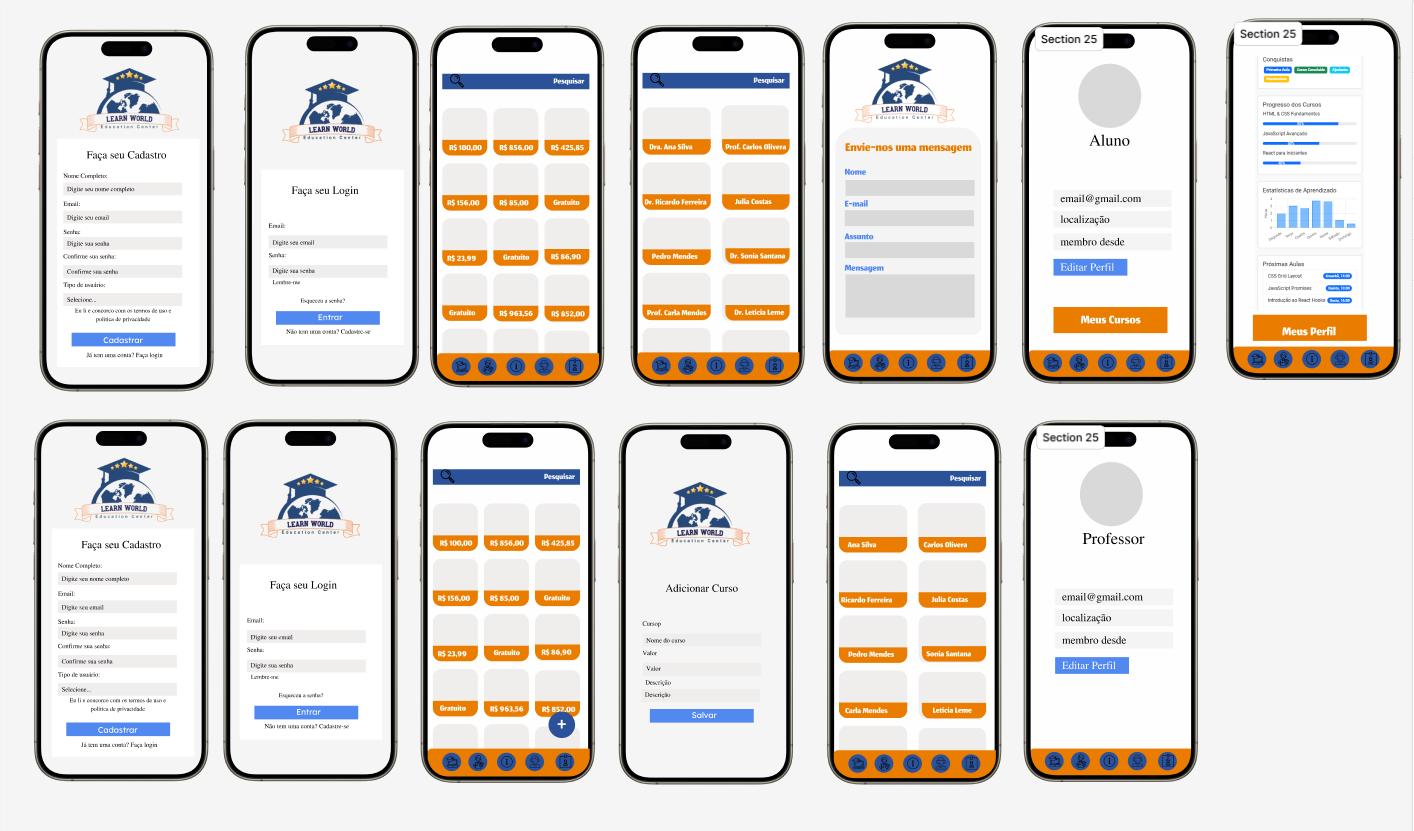 LEARN WORLD
Education Center
Faça seu Cadastro
Nome Completo:
Digite seu nome completo
Email:
Digite seu email
Senha:
Digite sua senha
Confirme sua senha:
Confirme sua senha
Tipo de usuário:
Selecione...
Eu li e concorco com os termos de uso e
politica de privacidade
Cadastrar
Já tem uma conta? Faça login
LEARN WORLD
Education Center
Faça seu Login
Email:
Digite seu email
Senha:
Digite sua senha
Lembre-me
Esqueceu a senha?
Entrar
Não tem uma conta? Cadastre-se
Pesquisar
R$ 100,00 R$ 856,00 R$ 425,85
R$ 156,00 R$ 85,00 Gratuito
R$ 23,99 Gratuito R$ 86,90
Gratuito R$ 963,56 R$ 852,00
Pesquisar
Dra. Ana Silva Prof. Carlos Olivera
Dr. Ricardo Ferreira Julia Costas
Pedro Mendes Dr. Sonia Santana
Prof. Carla Mendes Dr. Leticia Leme
LEARN WORLD
Education Center
Envie-nos uma mensagem
Nome
E-mail
Assunto
Mensagem
Section 25
Aluno
email@gmail.com
localização
membro desde
Editar Perfil
Meus Cursos
Section 25
Conquistas
Primeira Aula Curso Concluído Ajudante
Progresso dos Cursos
HTML & CSS Fundamentos
JavaScript Avançado
React para Iniciantes
Estatísticas de Aprendizado
Próximas Aulas
CSS Grid Layout Amanhã, 14:00
JavaScript Promises
Introdução ao React Hooks
Meus Perfil
LEARN WORLD
Education Center
Faça seu Cadastro
Nome Completo:
Digite seu nome completo
Email:
Digite seu email
Senha:
Digite sua senha
Confirme sua senha:
Confirme sua senha
Tipo de usuário:
Selecione...
Eu li e concorco com os termos de uso e
politica de privacidade
Cadastrar
Já tem uma conta? Faça login
LEARN WORLD
Education Center
Faça seu Login
Email:
Digite seu email
Senha:
Digite sua senha
Lembre-me
Esqueceu a senha?
Entrar
Não tem uma conta? Cadastre-se
Pesquisar
R$ 100,00 R$ 856,00 R$ 425,85
R$ 156,00 R$ 85,00 Gratuito
R$ 23,99 Gratuito R$ 86,90
Gratuito R$ 963,56 R$ 852,00
+
LEARN WORLD
Education Center
Adicionar Curso
Cursop
Nome do curso
Valor
Valor
Descrição
Descrição
Salvar
Pesquisar
Ana Silva Carlos Olivera
Ricardo Ferreira Julia Costas
Pedro Mendes Sonia Santana
Carla Mendes Leticia Leme
Section 25
Professor
email@gmail.com
localização
membro desde
Editar Perfil